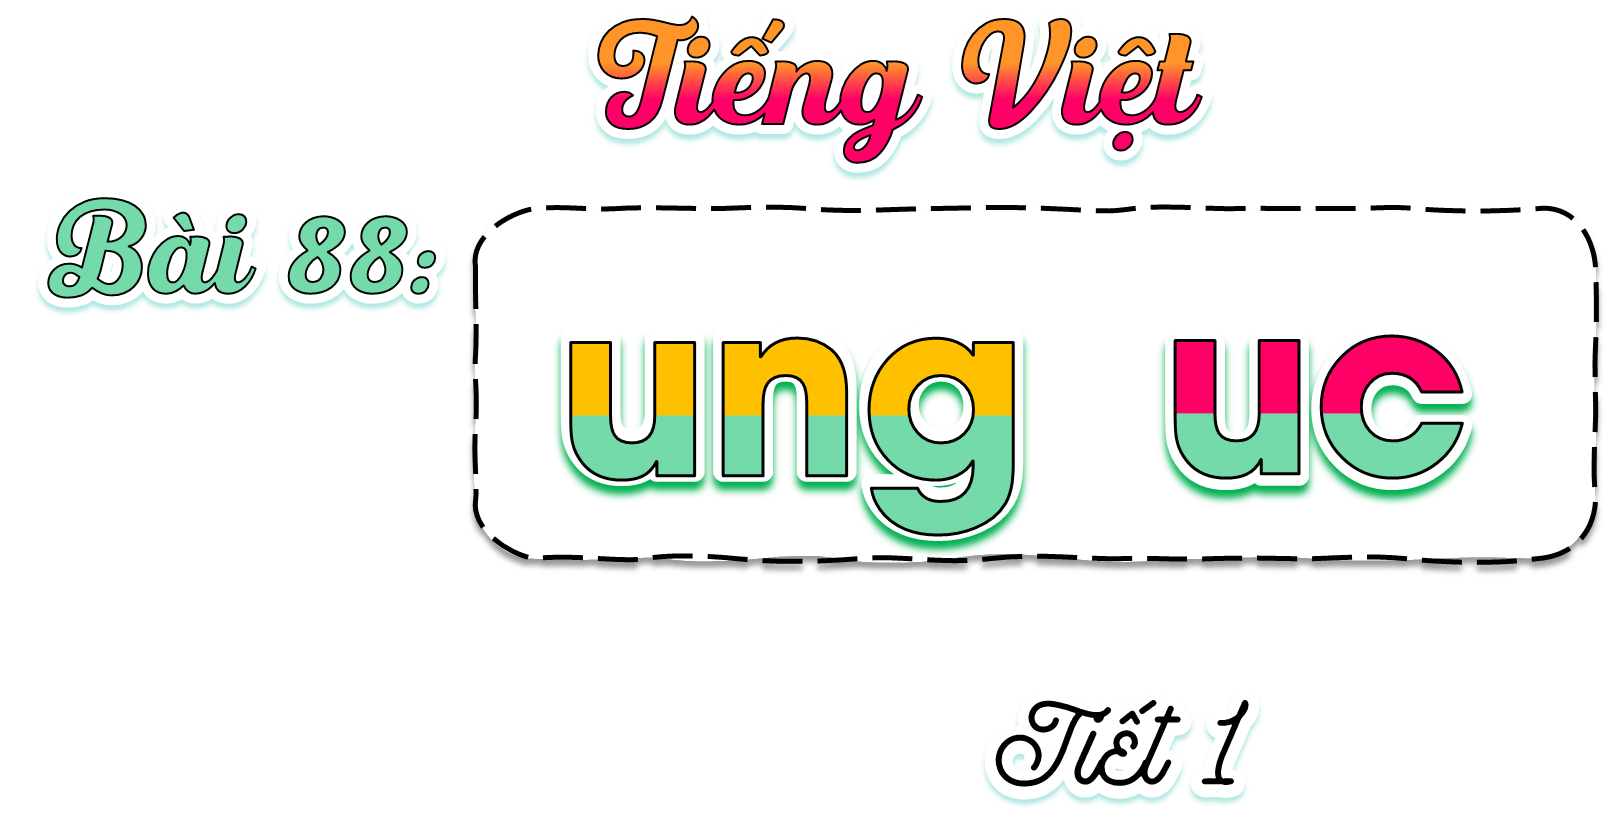 Tiếng Việt
Bài 88:
ung uc
Tiết 1